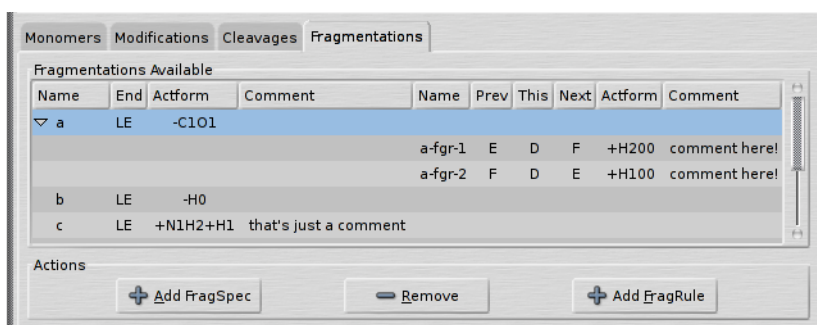 Monomers Modifications Cleavages Fragmentations
Fragmentations Available
Name End Actform Comment Name Prev This Next Actform Comment
a LE -C1O1
a-fgr-1 E D F +H200 comment here!
a-fgr-2 F D E +H100 comment here!
b LE -H0
c LE +N1H2+H1 that's just a comment
Actions
Add FragSpec Remove Add FragRule